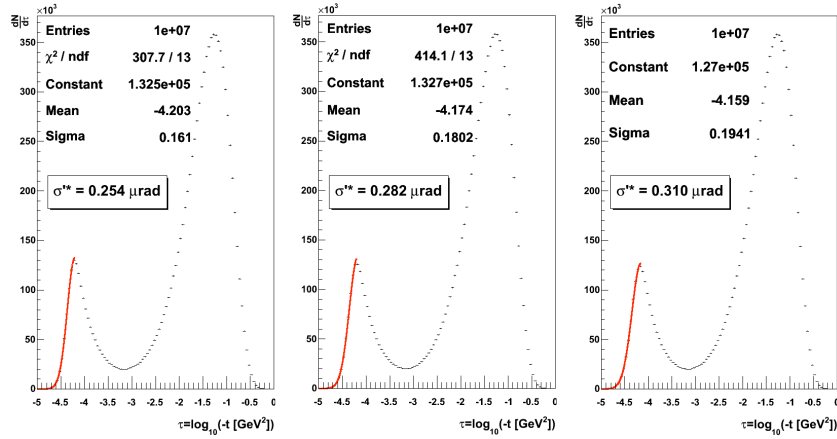 ×10³
dN/dτ
Entries 1e+07
χ² / ndf 307.7 / 13
Constant 1.325e+05
Mean -4.203
Sigma 0.161
σ'* = 0.254 μrad
350
300
250
200
150
100
50
0
-5 -4.5 -4 -3.5 -3 -2.5 -2 -1.5 -1 -0.5 0
τ=log₁₀(-t [GeV²])
×10³
dN/dτ
Entries 1e+07
χ² / ndf 414.1 / 13
Constant 1.327e+05
Mean -4.174
Sigma 0.1802
σ'* = 0.282 μrad
350
300
250
200
150
100
50
0
-5 -4.5 -4 -3.5 -3 -2.5 -2 -1.5 -1 -0.5 0
τ=log₁₀(-t [GeV²])
×10³
dN/dτ
Entries 1e+07
Constant 1.27e+05
Mean -4.159
Sigma 0.1941
σ'* = 0.310 μrad
350
300
250
200
150
100
50
0
-5 -4.5 -4 -3.5 -3 -2.5 -2 -1.5 -1 -0.5 0
τ=log₁₀(-t [GeV²])